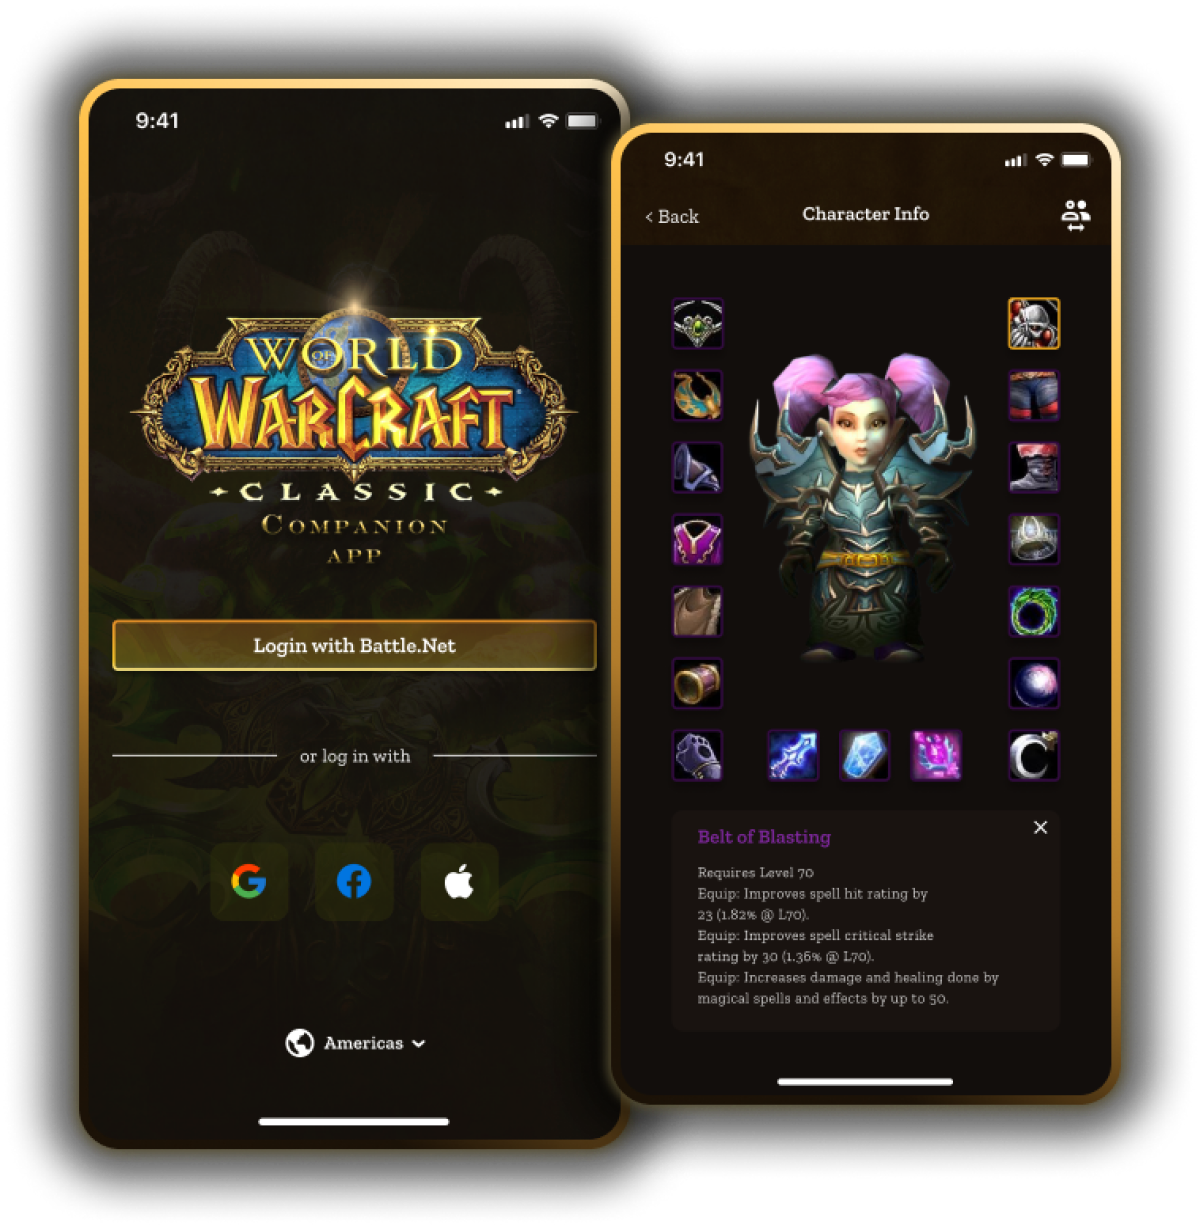 9:41
WORLD
OF
WARCRAFT
CLASSIC
COMPANION
APP
Login with Battle.Net
or log in with
Americas
9:41
< Back
Character Info
Belt of Blasting
Requires Level 70
Equip: Improves spell hit rating by
23 (1.82% @ L70).
Equip: Improves spell critical strike
rating by 30 (1.36% @ L70).
Equip: Increases damage and healing done by
magical spells and effects by up to 50.